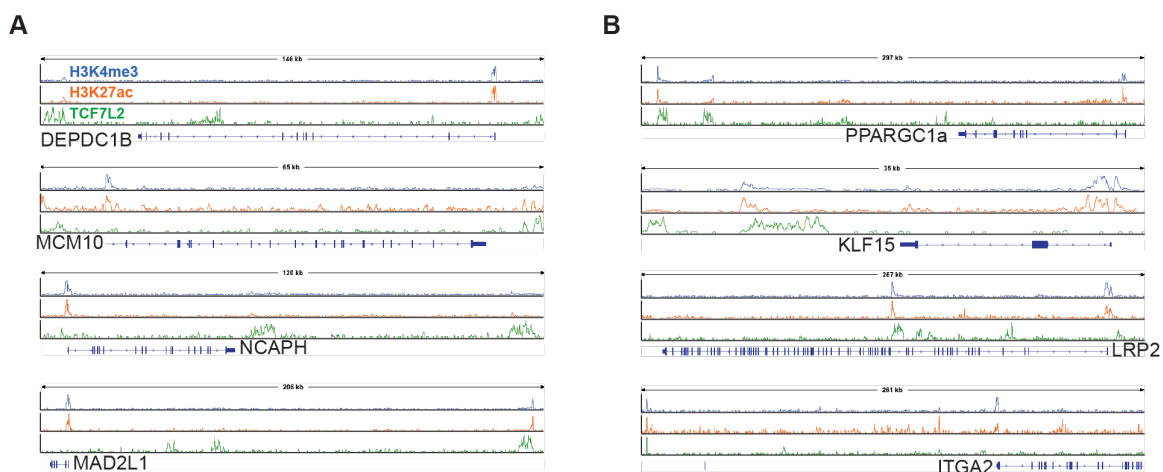 A
146 kb
H3K4me3
H3K27ac
TCF7L2
DEPDC1B
65 kb
MCM10
120 kb
NCAPH
206 kb
MAD2L1
B
297 kb
PPARGC1a
35 kb
KLF15
267 kb
LRP2
261 kb
ITGA2